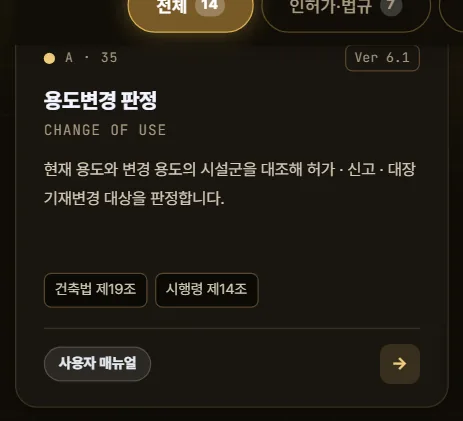 전체 14 인허가·법규 7
A · 35 Ver 6.1
용도변경 판정
CHANGE OF USE
현재 용도와 변경 용도의 시설군을 대조해 허가 · 신고 · 대장
기재변경 대상을 판정합니다.
건축법 제19조 시행령 제14조
사용자 매뉴얼 →